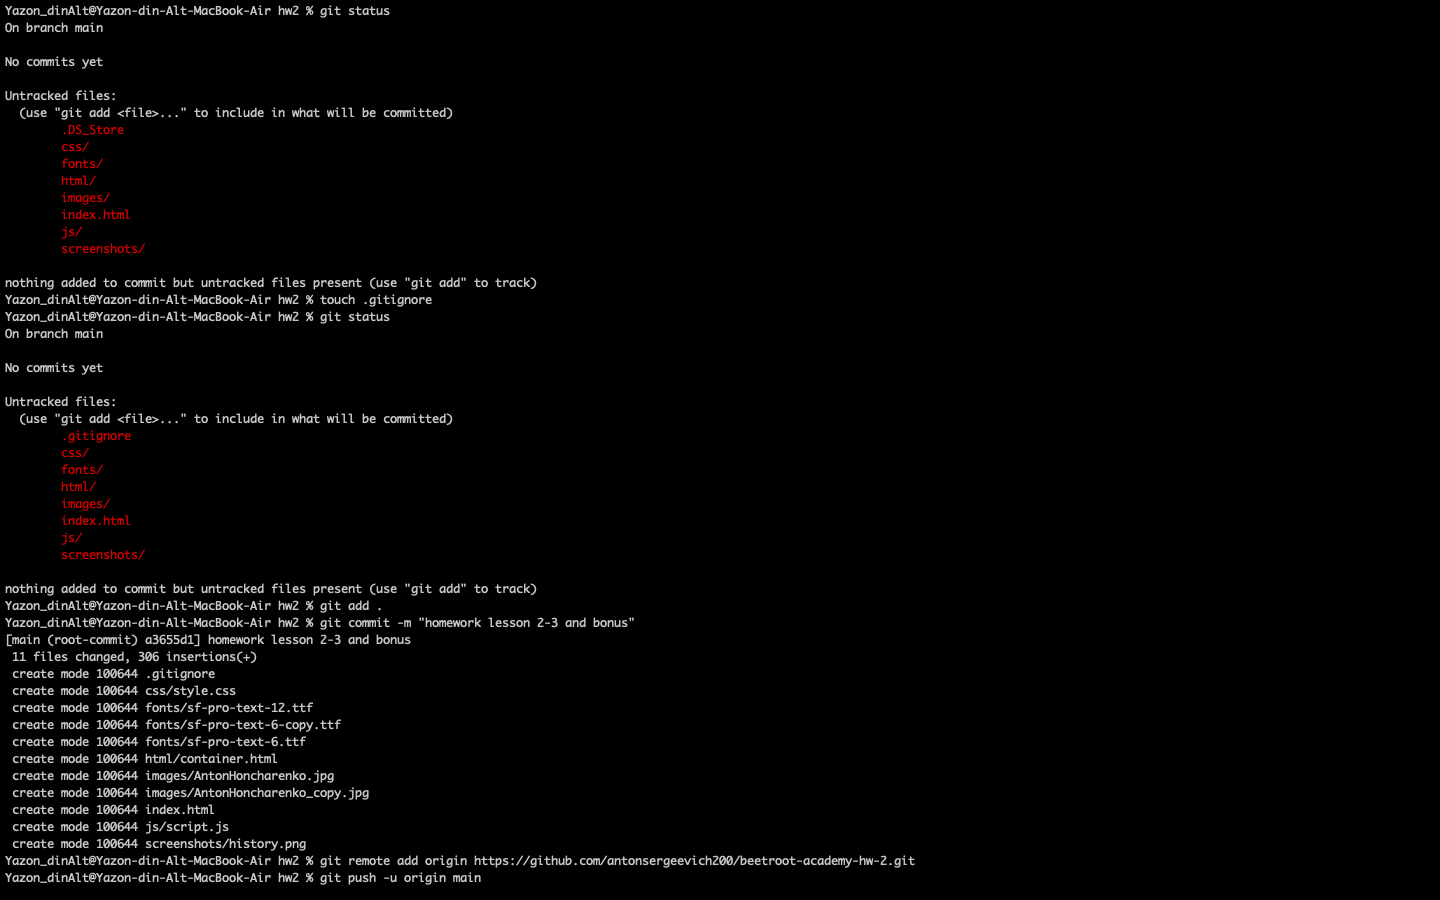 Yazon_dinAlt@Yazon-din-Alt-MacBook-Air hw2 % git status
On branch main
No commits yet
Untracked files:
(use "git add <file>..." to include in what will be committed)
.DS_Store
css/
fonts/
html/
images/
index.html
js/
screenshots/
nothing added to commit but untracked files present (use "git add" to track)
Yazon_dinAlt@Yazon-din-Alt-MacBook-Air hw2 % touch .gitignore
Yazon_dinAlt@Yazon-din-Alt-MacBook-Air hw2 % git status
On branch main
No commits yet
Untracked files:
(use "git add <file>..." to include in what will be committed)
.gitignore
css/
fonts/
html/
images/
index.html
js/
screenshots/
nothing added to commit but untracked files present (use "git add" to track)
Yazon_dinAlt@Yazon-din-Alt-MacBook-Air hw2 % git add .
Yazon_dinAlt@Yazon-din-Alt-MacBook-Air hw2 % git commit -m "homework lesson 2-3 and bonus"
[main (root-commit) a3655d1] homework lesson 2-3 and bonus
11 files changed, 306 insertions(+)
create mode 100644 .gitignore
create mode 100644 css/style.css
create mode 100644 fonts/sf-pro-text-12.ttf
create mode 100644 fonts/sf-pro-text-6-copy.ttf
create mode 100644 fonts/sf-pro-text-6.ttf
create mode 100644 html/container.html
create mode 100644 images/AntonHoncharenko.jpg
create mode 100644 images/AntonHoncharenko_copy.jpg
create mode 100644 index.html
create mode 100644 js/script.js
create mode 100644 screenshots/history.png
Yazon_dinAlt@Yazon-din-Alt-MacBook-Air hw2 % git remote add origin https://github.com/antonsergeevich200/beetroot-academy-hw-2.git
Yazon_dinAlt@Yazon-din-Alt-MacBook-Air hw2 % git push -u origin main